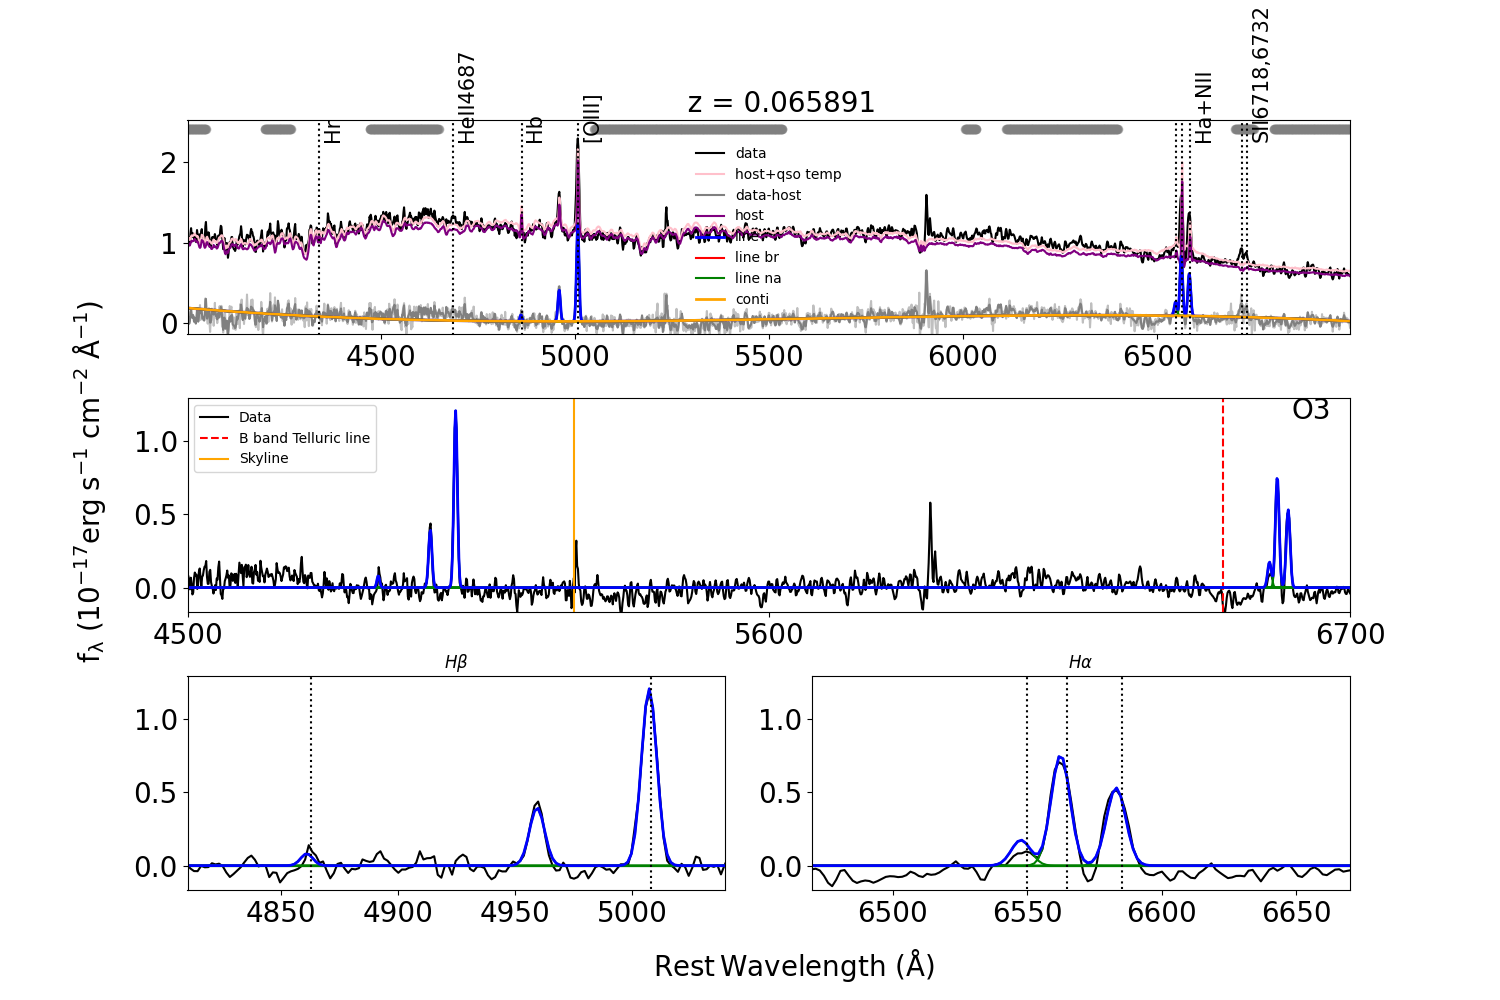 z = 0.065891
Hr
HeII4687
Hb
[OIII]
Ha+NII
SII6718,6732
data
host+qso temp
data-host
host
line
line br
line na
conti
2
1
0
4500
5000
5500
6000
6500
fλ (10⁻¹⁷erg s⁻¹ cm⁻² Å⁻¹)
O3
Data
B band Telluric line
Skyline
1.0
0.5
0.0
4500
5600
6700
Hβ
1.0
0.5
0.0
4850
4900
4950
5000
Hα
1.0
0.5
0.0
6500
6550
6600
6650
Rest Wavelength (Å)